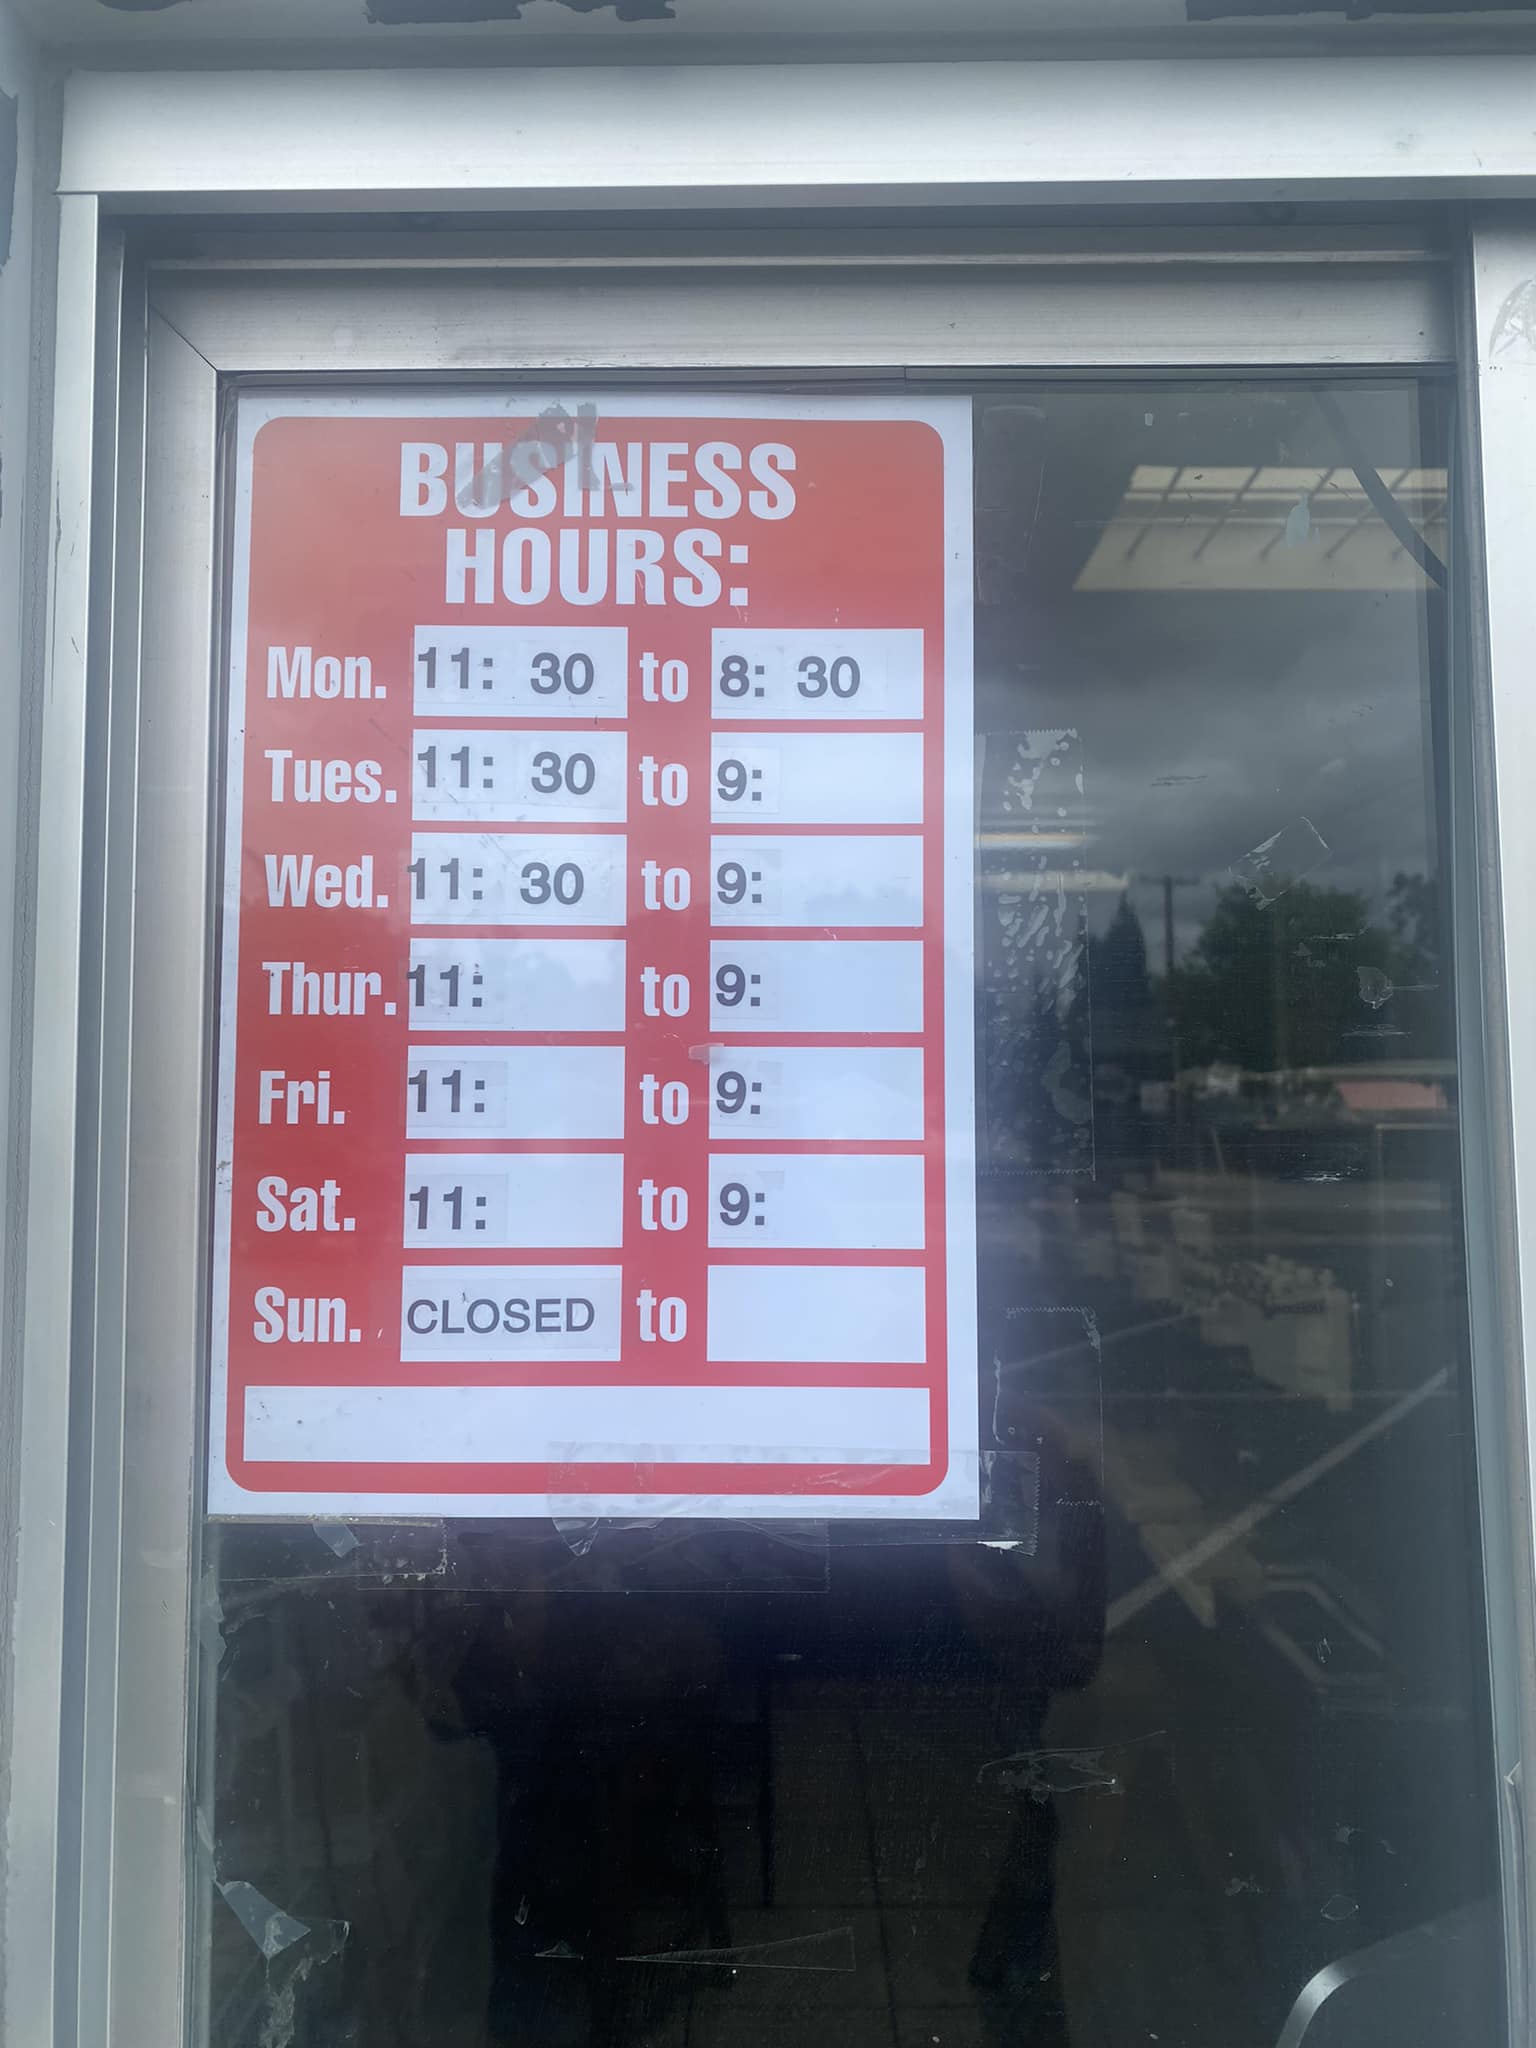 BUSINESS
HOURS:
Mon. 11: 30 to 8: 30
Tues. 11: 30 to 9:
Wed. 11: 30 to 9:
Thur. 11: to 9:
Fri. 11: to 9:
Sat. 11: to 9:
Sun. CLOSED to